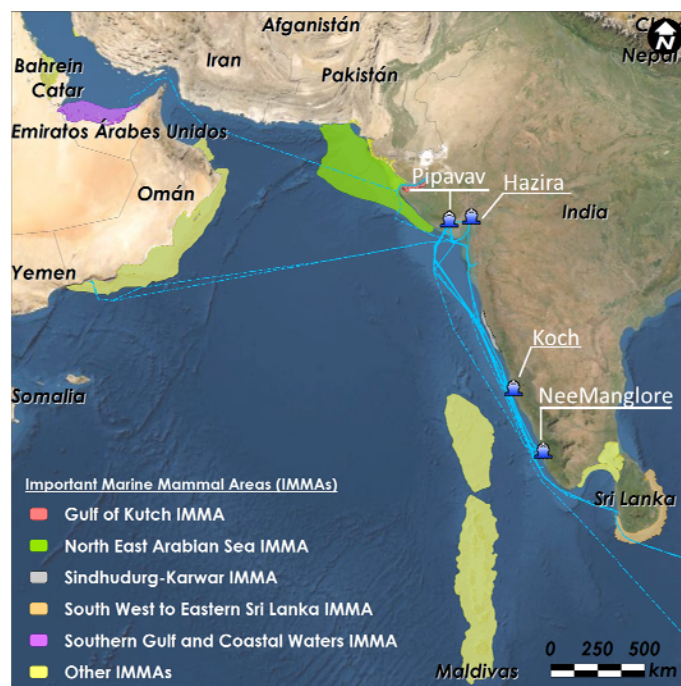 Afganistán
N
Nepal
Bahrein
Catar
Iran
Pakistán
Emiratos Árabes Unidos
Pipavav
Hazira
Omán
India
Yemen
Koch
Somalia
NeeManglore
Important Marine Mammal Areas (IMMAs)
Sri Lanka
Gulf of Kutch IMMA
North East Arabian Sea IMMA
Sindhudurg-Karwar IMMA
South West to Eastern Sri Lanka IMMA
Southern Gulf and Coastal Waters IMMA
0 250 500
km
Other IMMAs
Maldivas